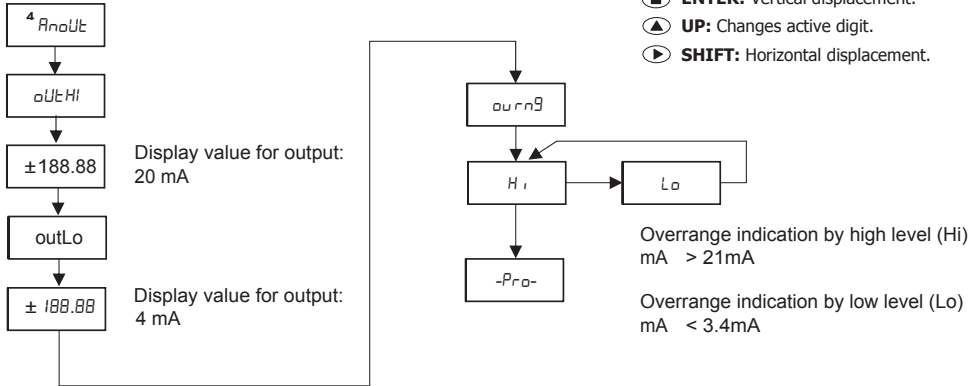 ENTER: Vertical displacement.
UP: Changes active digit.
SHIFT: Horizontal displacement.
4 AnoUt
oUtHI
±188.88
Display value for output:
20 mA
outLo
± 188.88
Display value for output:
4 mA
ourng
Hi
Lo
-Pro-
Overrange indication by high level (Hi)
mA > 21mA
Overrange indication by low level (Lo)
mA < 3.4mA